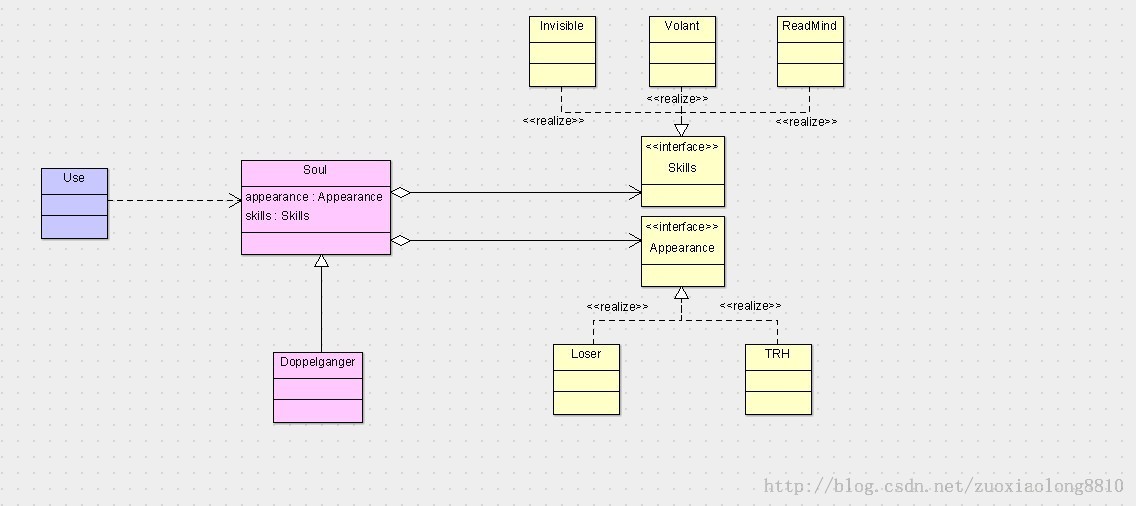 Invisible
Volant
ReadMind
<<realize>>
<<realize>>
<<realize>>
<<interface>>
Skills
Use
Soul
appearance : Appearance
skills : Skills
<<interface>>
Appearance
<<realize>>
<<realize>>
Doppelganger
Loser
TRH
http://blog.csdn.net/zuoxiaolong8810